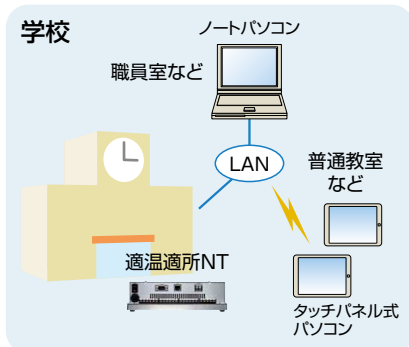 学校
ノートパソコン
職員室など
LAN
普通教室
など
適温適所NT
タッチパネル式
パソコン